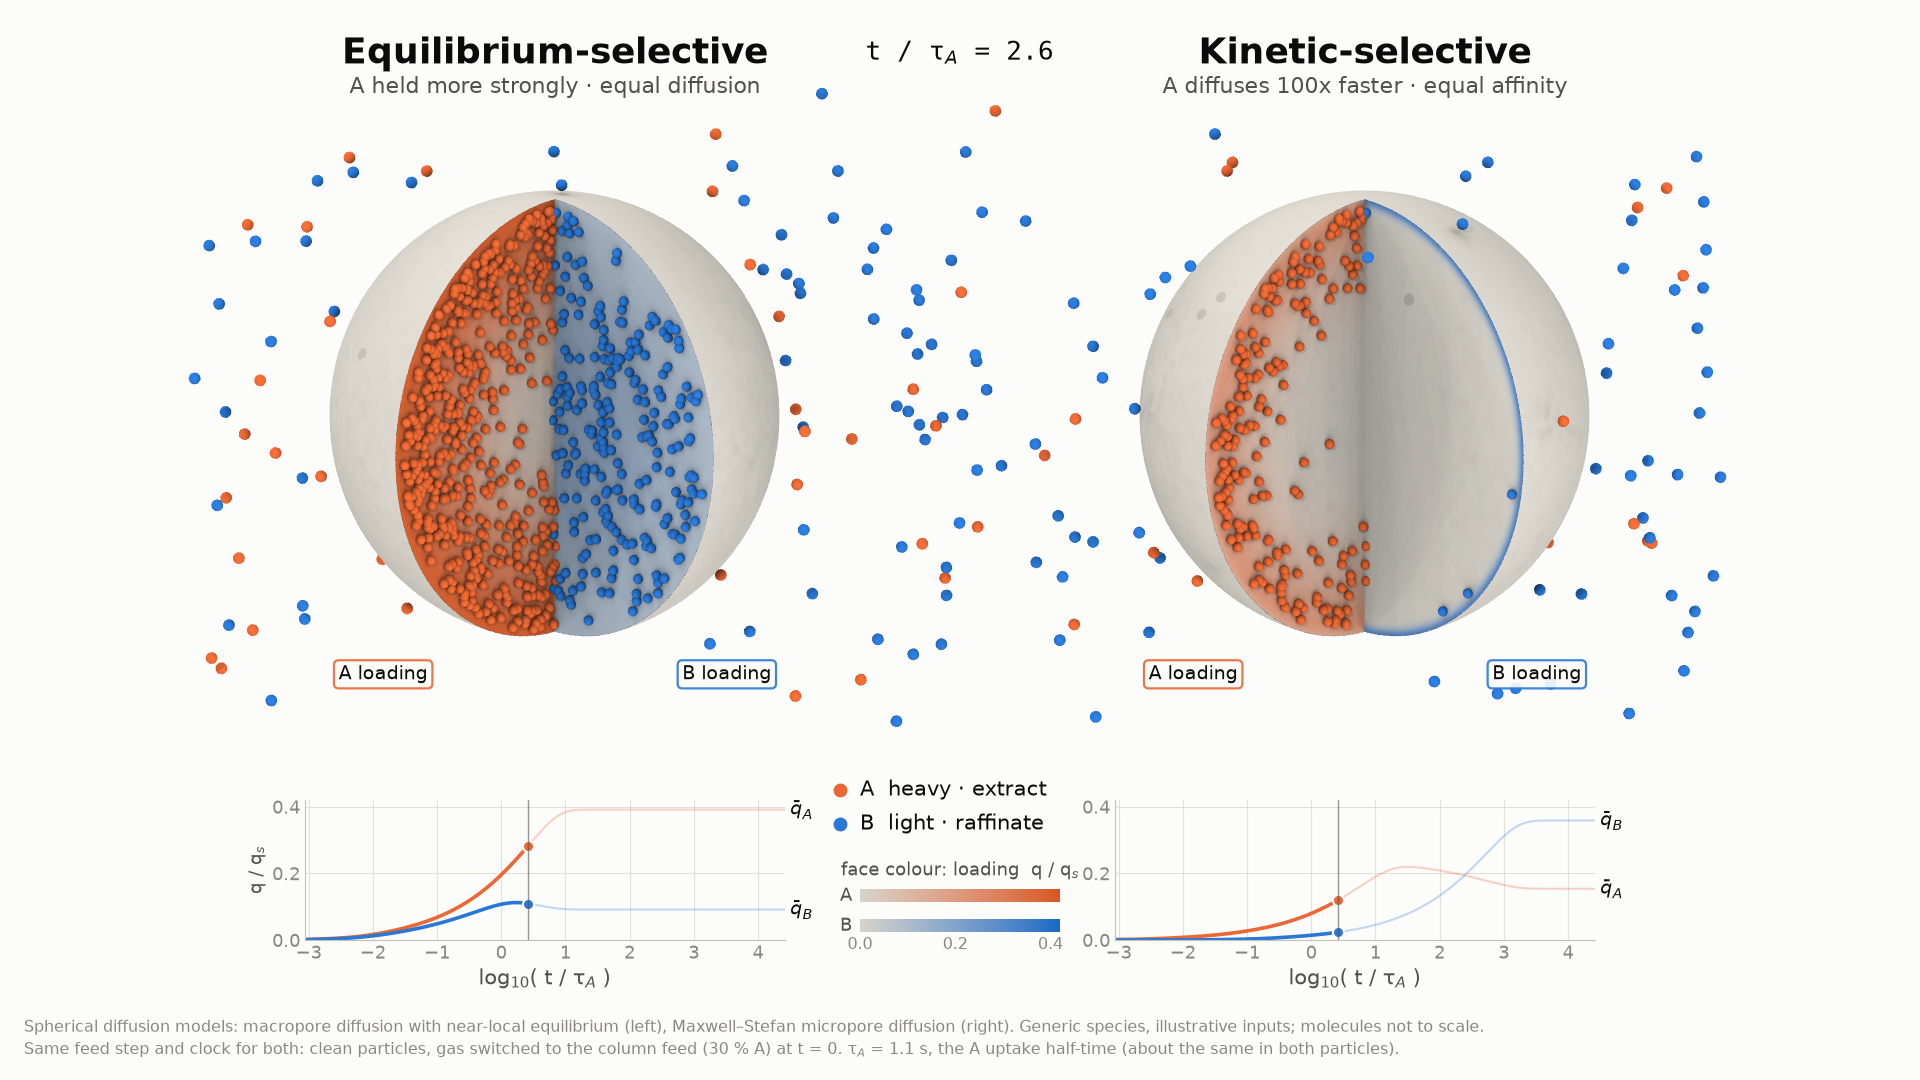 Equilibrium-selective
A held more strongly · equal diffusion
t / τA = 2.6
Kinetic-selective
A diffuses 100x faster · equal affinity
A loading
B loading
A loading
B loading
q / qs
0.4
0.2
0.0
−3 −2 −1 0 1 2 3 4
log10( t / τA )
q̄A
q̄B
A heavy · extract
B light · raffinate
face colour: loading q / qs
A
B
0.0 0.2 0.4
0.4
0.2
0.0
−3 −2 −1 0 1 2 3 4
log10( t / τA )
q̄B
q̄A
Spherical diffusion models: macropore diffusion with near-local equilibrium (left), Maxwell–Stefan micropore diffusion (right). Generic species, illustrative inputs; molecules not to scale.
Same feed step and clock for both: clean particles, gas switched to the column feed (30 % A) at t = 0. τA = 1.1 s, the A uptake half-time (about the same in both particles).